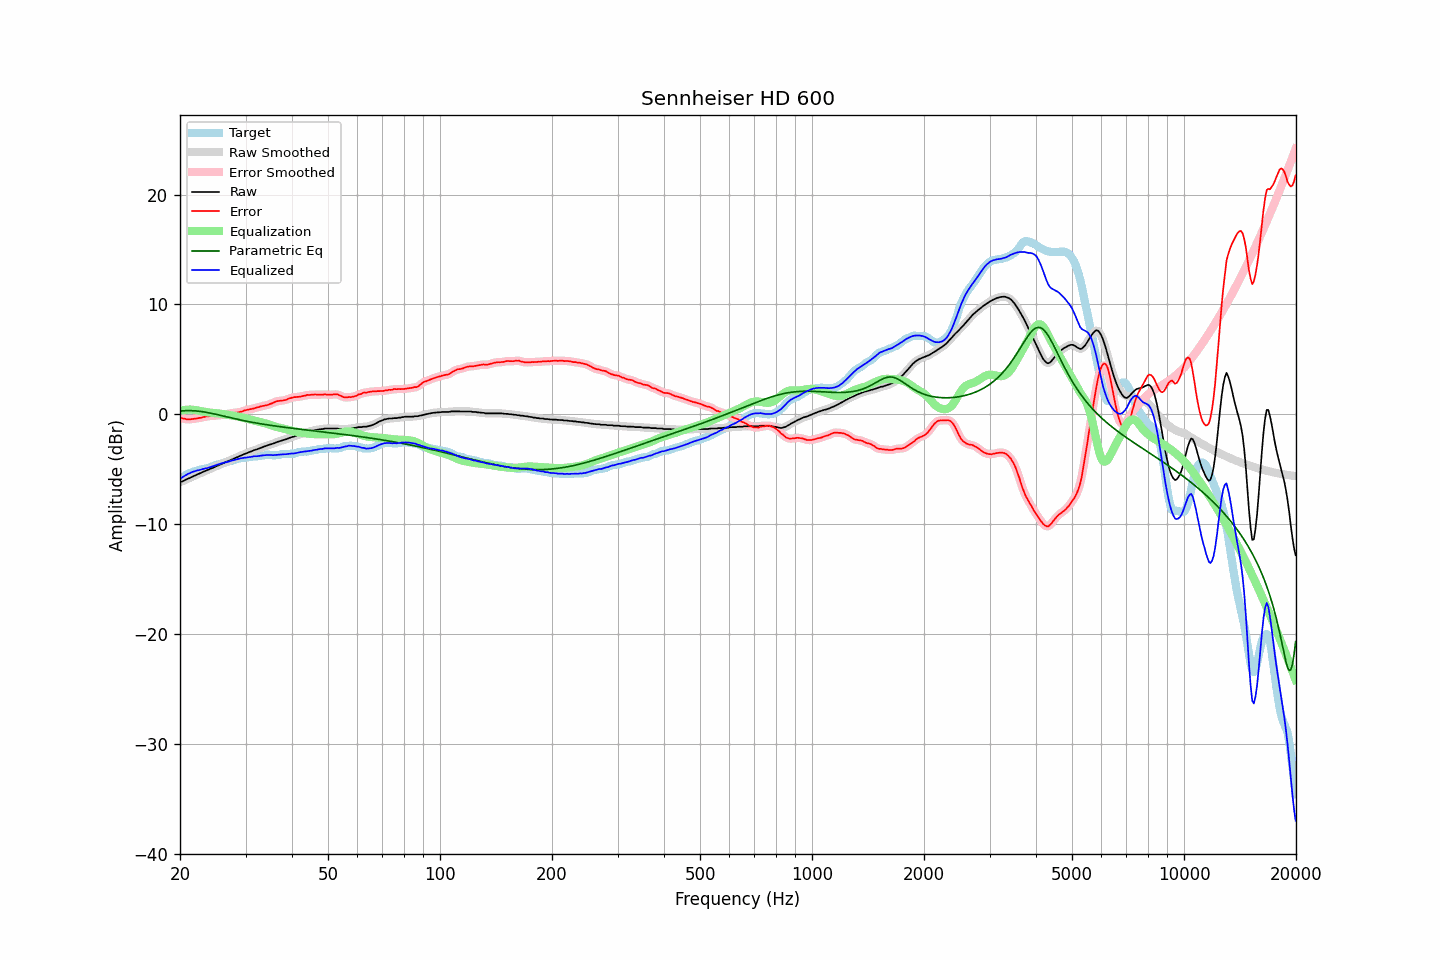 Sennheiser HD 600
Target
Raw Smoothed
Error Smoothed
Raw
Error
Equalization
Parametric Eq
Equalized
20
10
0
−10
−20
−30
−40
Amplitude (dBr)
20 50 100 200 500 1000 2000 5000 10000 20000
Frequency (Hz)